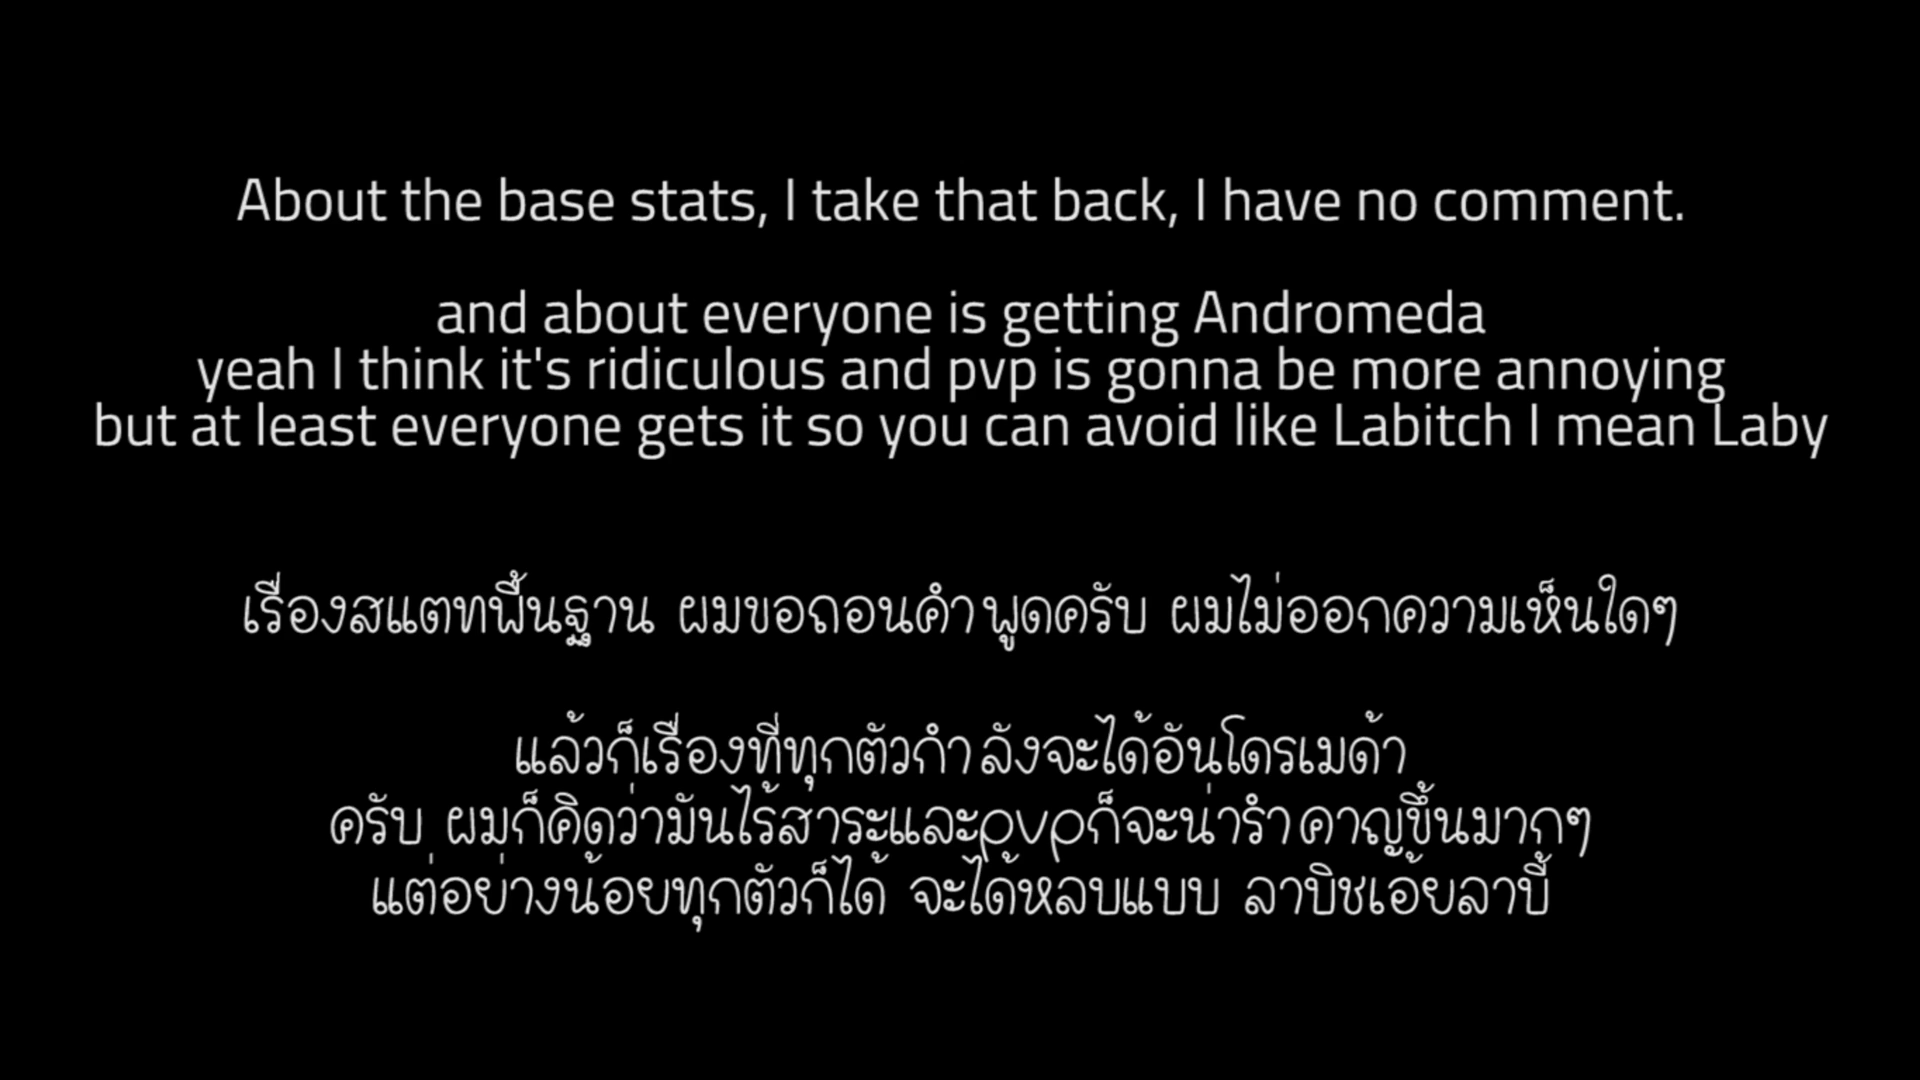 About the base stats, I take that back, I have no comment.
and about everyone is getting Andromeda
yeah I think it's ridiculous and pvp is gonna be more annoying
but at least everyone gets it so you can avoid like Labitch I mean Laby
เรื่องสแตทพื้นฐาน ผมขอถอนคำพูดครับ ผมไม่ออกความเห็นใดๆ
แล้วก็เรื่องที่ทุกตัวกำลังจะได้อันโดรเมด้า
ครับ ผมก็คิดว่ามันไร้สาระและpvpก็จะน่ารำคาญขึ้นมากๆ
แต่อย่างน้อยทุกตัวก็ได้ จะได้หลบแบบ ลาบิชเอ้ยลาบี้